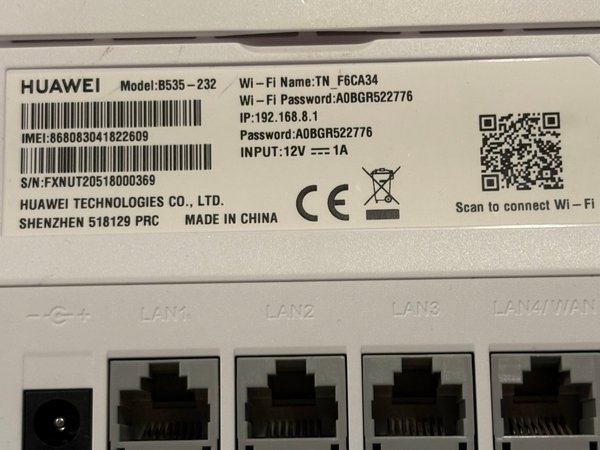 HUAWEI Model:B535-232
IMEI:868083041822609
S/N:FXNUT20518000369
HUAWEI TECHNOLOGIES CO., LTD.
SHENZHEN 518129 PRC MADE IN CHINA
Wi-Fi Name:TN_F6CA34
Wi-Fi Password:A0BGR522776
IP:192.168.8.1
Password:A0BGR522776
INPUT:12V ⎓ 1A
CE
Scan to connect Wi-Fi
LAN1 LAN2 LAN3 LAN4/WAN